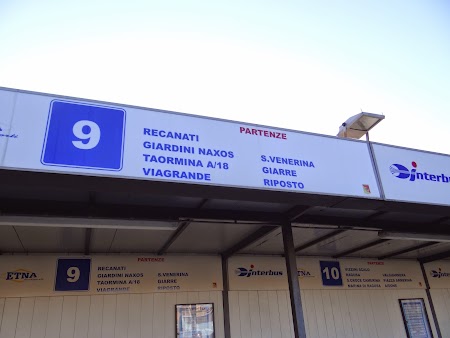 PARTENZE
9
RECANATI
GIARDINI NAXOS
TAORMINA A/18
VIAGRANDE
S.VENERINA
GIARRE
RIPOSTO
interbus
ETNA
9
PARTENZE
RECANATI
GIARDINI NAXOS
TAORMINA A/18
VIAGRANDE
S.VENERINA
GIARRE
RIPOSTO
interbus
10
PARTENZE
interbus